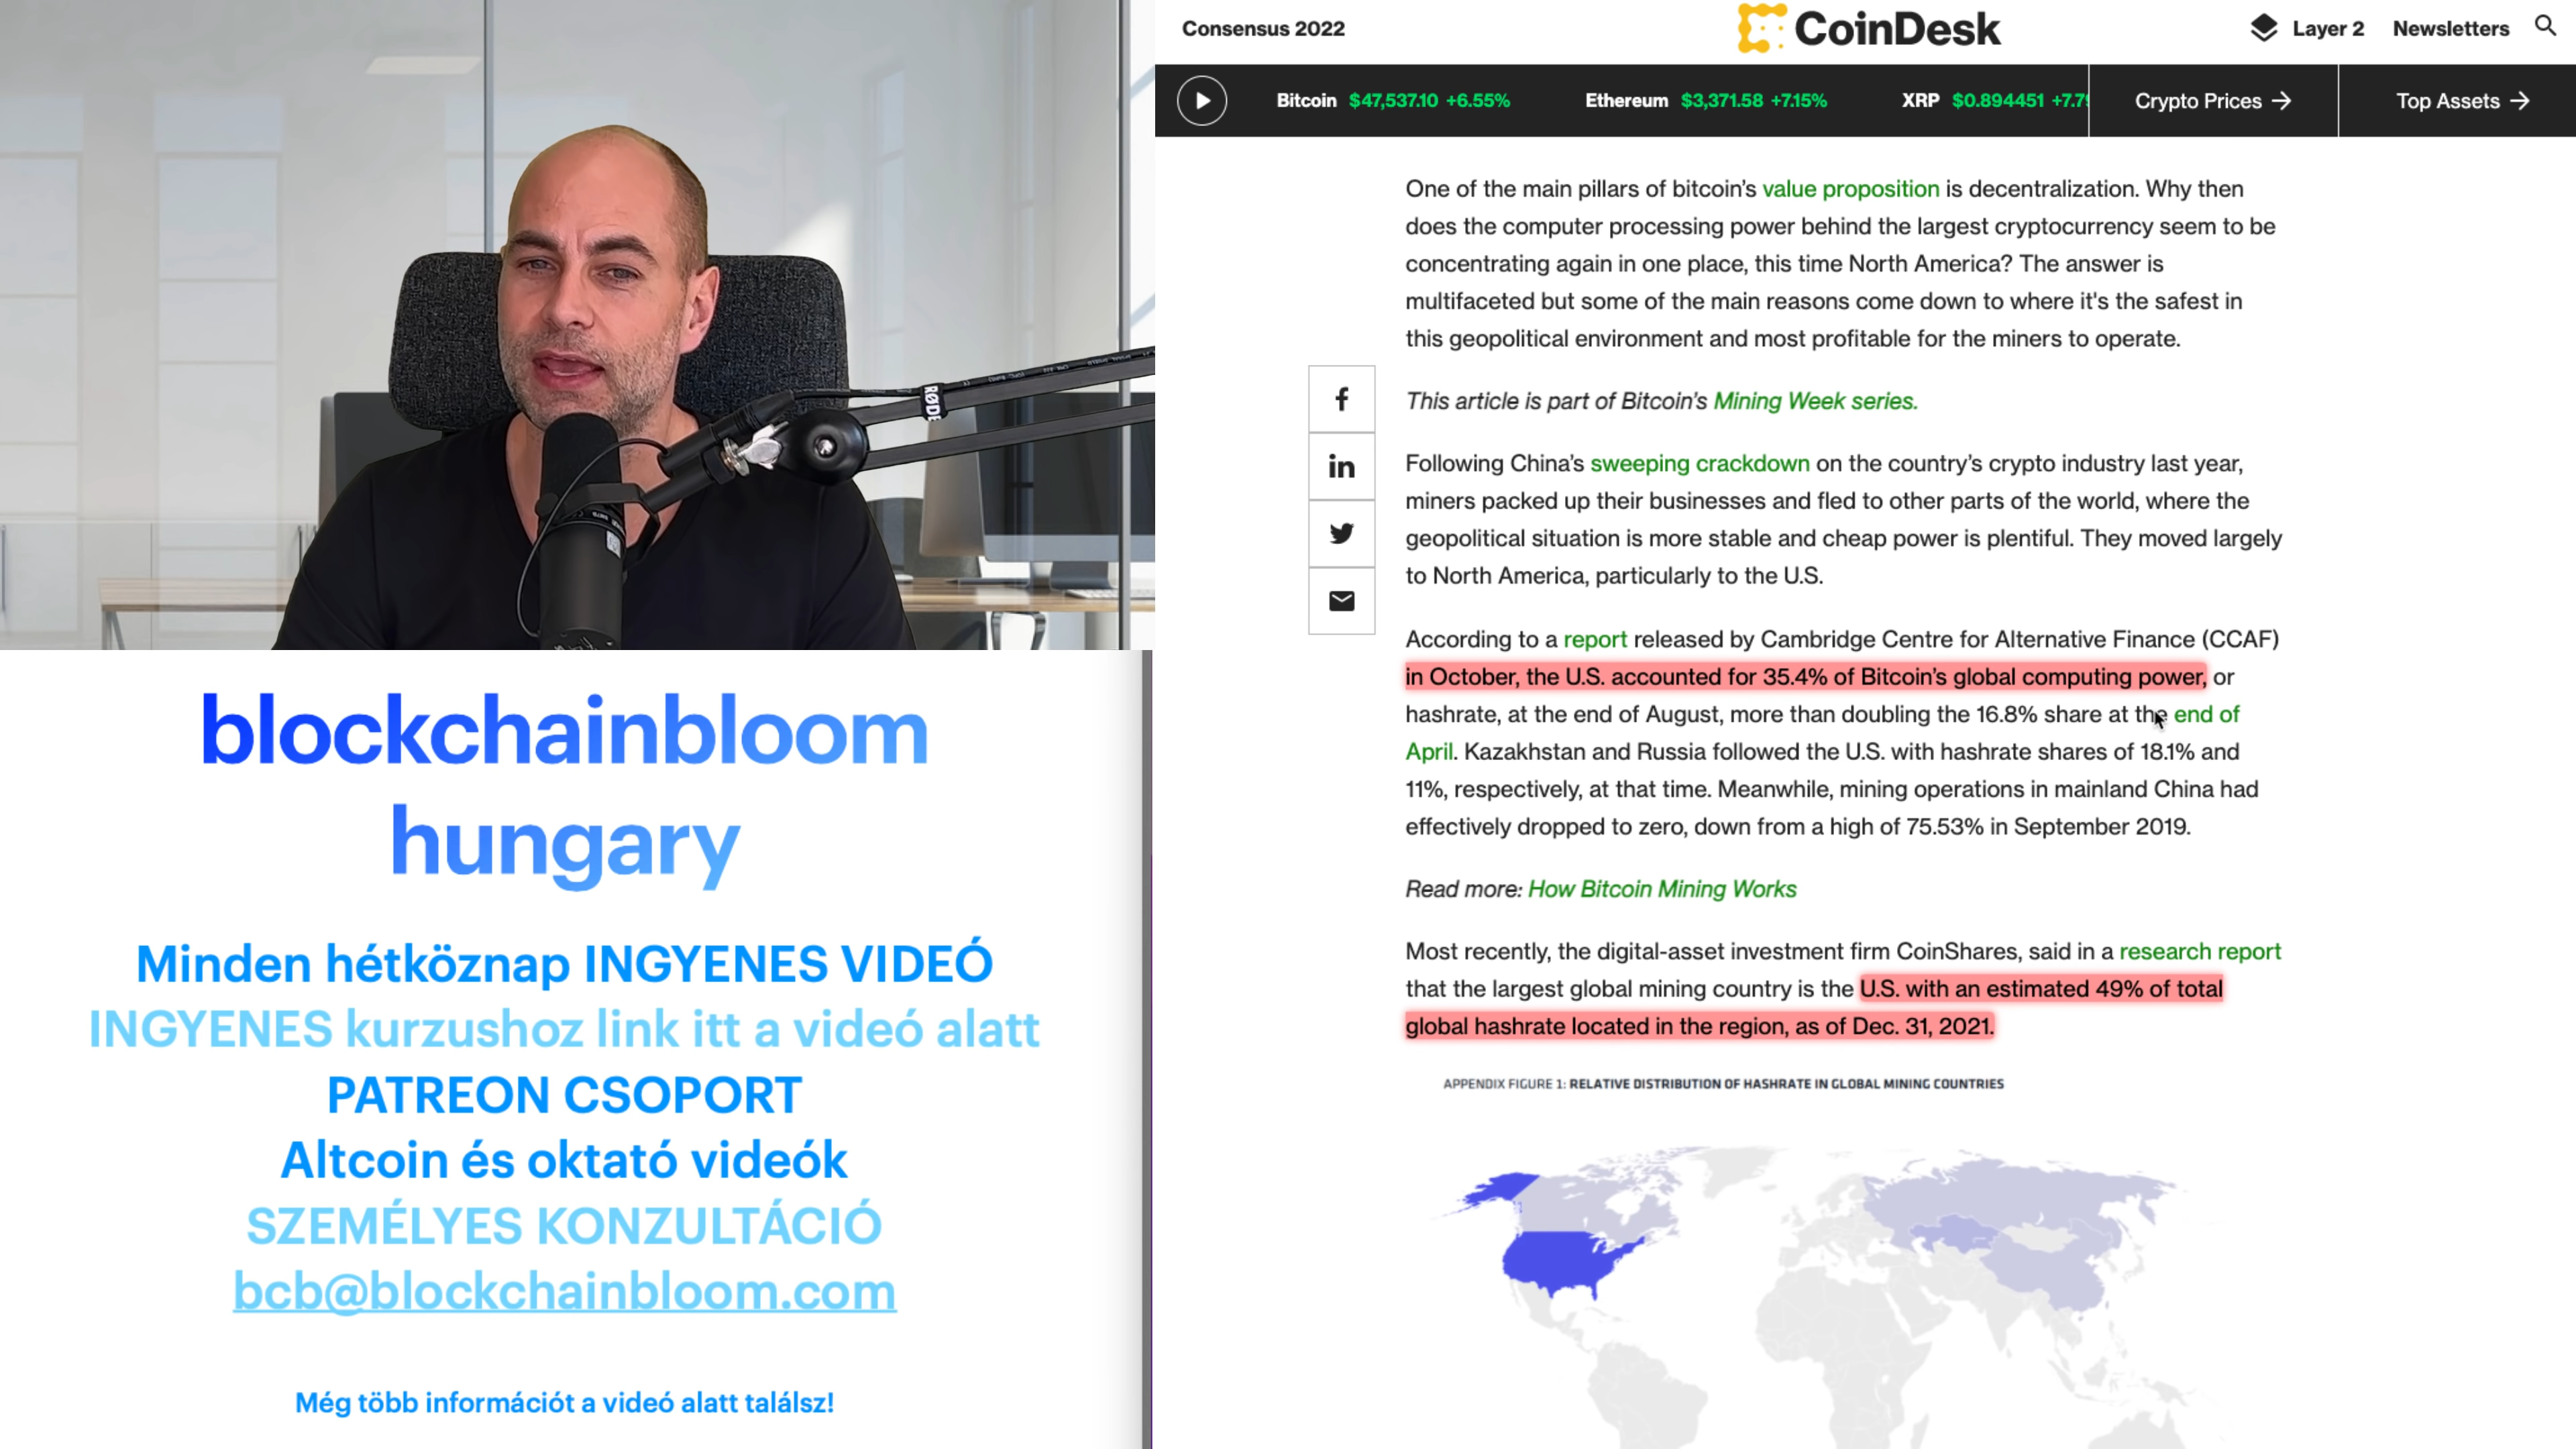 RØDE
blockchainbloom
hungary
Minden hétköznap INGYENES VIDEÓ
INGYENES kurzushoz link itt a videó alatt
PATREON CSOPORT
Altcoin és oktató videók
SZEMÉLYES KONZULTÁCIÓ
bcb@blockchainbloom.com
Még több információt a videó alatt találsz!
Consensus 2022
CoinDesk
Layer 2
Newsletters
Bitcoin $47,537.10 +6.55%
Ethereum $3,371.58 +7.15%
XRP $0.894451 +7.7
Crypto Prices →
Top Assets →
One of the main pillars of bitcoin’s value proposition is decentralization. Why then
does the computer processing power behind the largest cryptocurrency seem to be
concentrating again in one place, this time North America? The answer is
multifaceted but some of the main reasons come down to where it's the safest in
this geopolitical environment and most profitable for the miners to operate.
This article is part of Bitcoin’s Mining Week series.
Following China’s sweeping crackdown on the country’s crypto industry last year,
miners packed up their businesses and fled to other parts of the world, where the
geopolitical situation is more stable and cheap power is plentiful. They moved largely
to North America, particularly to the U.S.
According to a report released by Cambridge Centre for Alternative Finance (CCAF)
in October, the U.S. accounted for 35.4% of Bitcoin’s global computing power, or
hashrate, at the end of August, more than doubling the 16.8% share at the end of
April. Kazakhstan and Russia followed the U.S. with hashrate shares of 18.1% and
11%, respectively, at that time. Meanwhile, mining operations in mainland China had
effectively dropped to zero, down from a high of 75.53% in September 2019.
Read more: How Bitcoin Mining Works
Most recently, the digital-asset investment firm CoinShares, said in a research report
that the largest global mining country is the U.S. with an estimated 49% of total
global hashrate located in the region, as of Dec. 31, 2021.
APPENDIX FIGURE 1: RELATIVE DISTRIBUTION OF HASHRATE IN GLOBAL MINING COUNTRIES